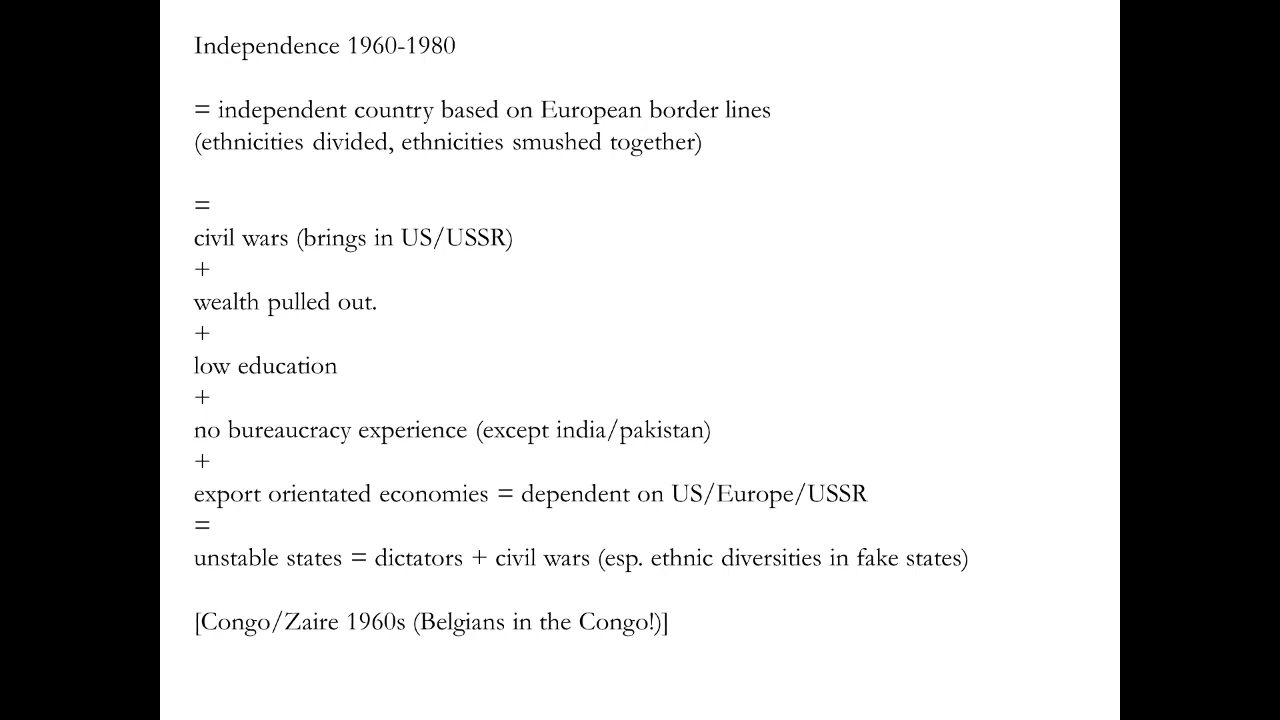 Independence 1960-1980
= independent country based on European border lines
(ethnicities divided, ethnicities smushed together)
=
civil wars (brings in US/USSR)
+
wealth pulled out.
+
low education
+
no bureaucracy experience (except india/pakistan)
+
export orientated economies = dependent on US/Europe/USSR
=
unstable states = dictators + civil wars (esp. ethnic diversities in fake states)
[Congo/Zaire 1960s (Belgians in the Congo!)]